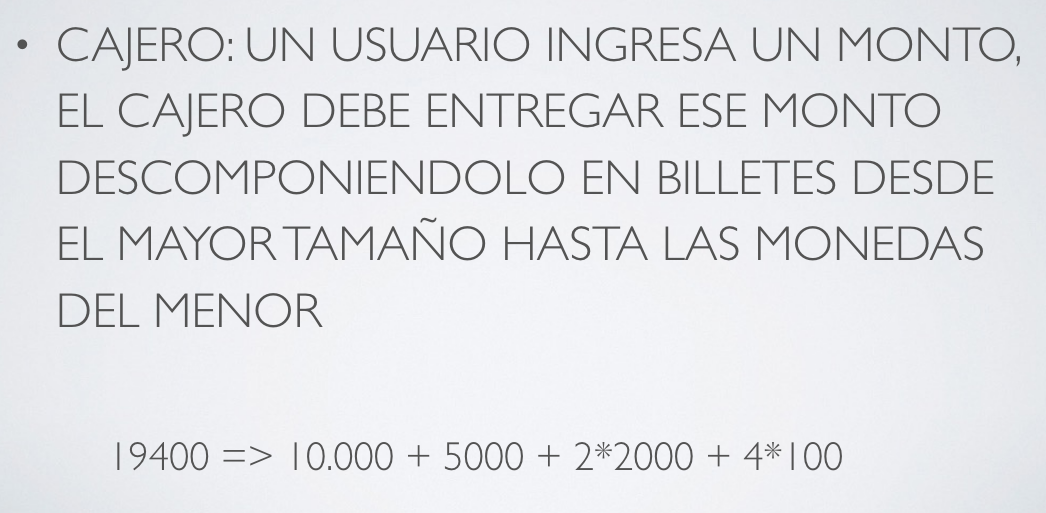 • CAJERO: UN USUARIO INGRESA UN MONTO,
EL CAJERO DEBE ENTREGAR ESE MONTO
DESCOMPONIENDOLO EN BILLETES DESDE
EL MAYOR TAMAÑO HASTA LAS MONEDAS
DEL MENOR
19400 => 10.000 + 5000 + 2*2000 + 4*100